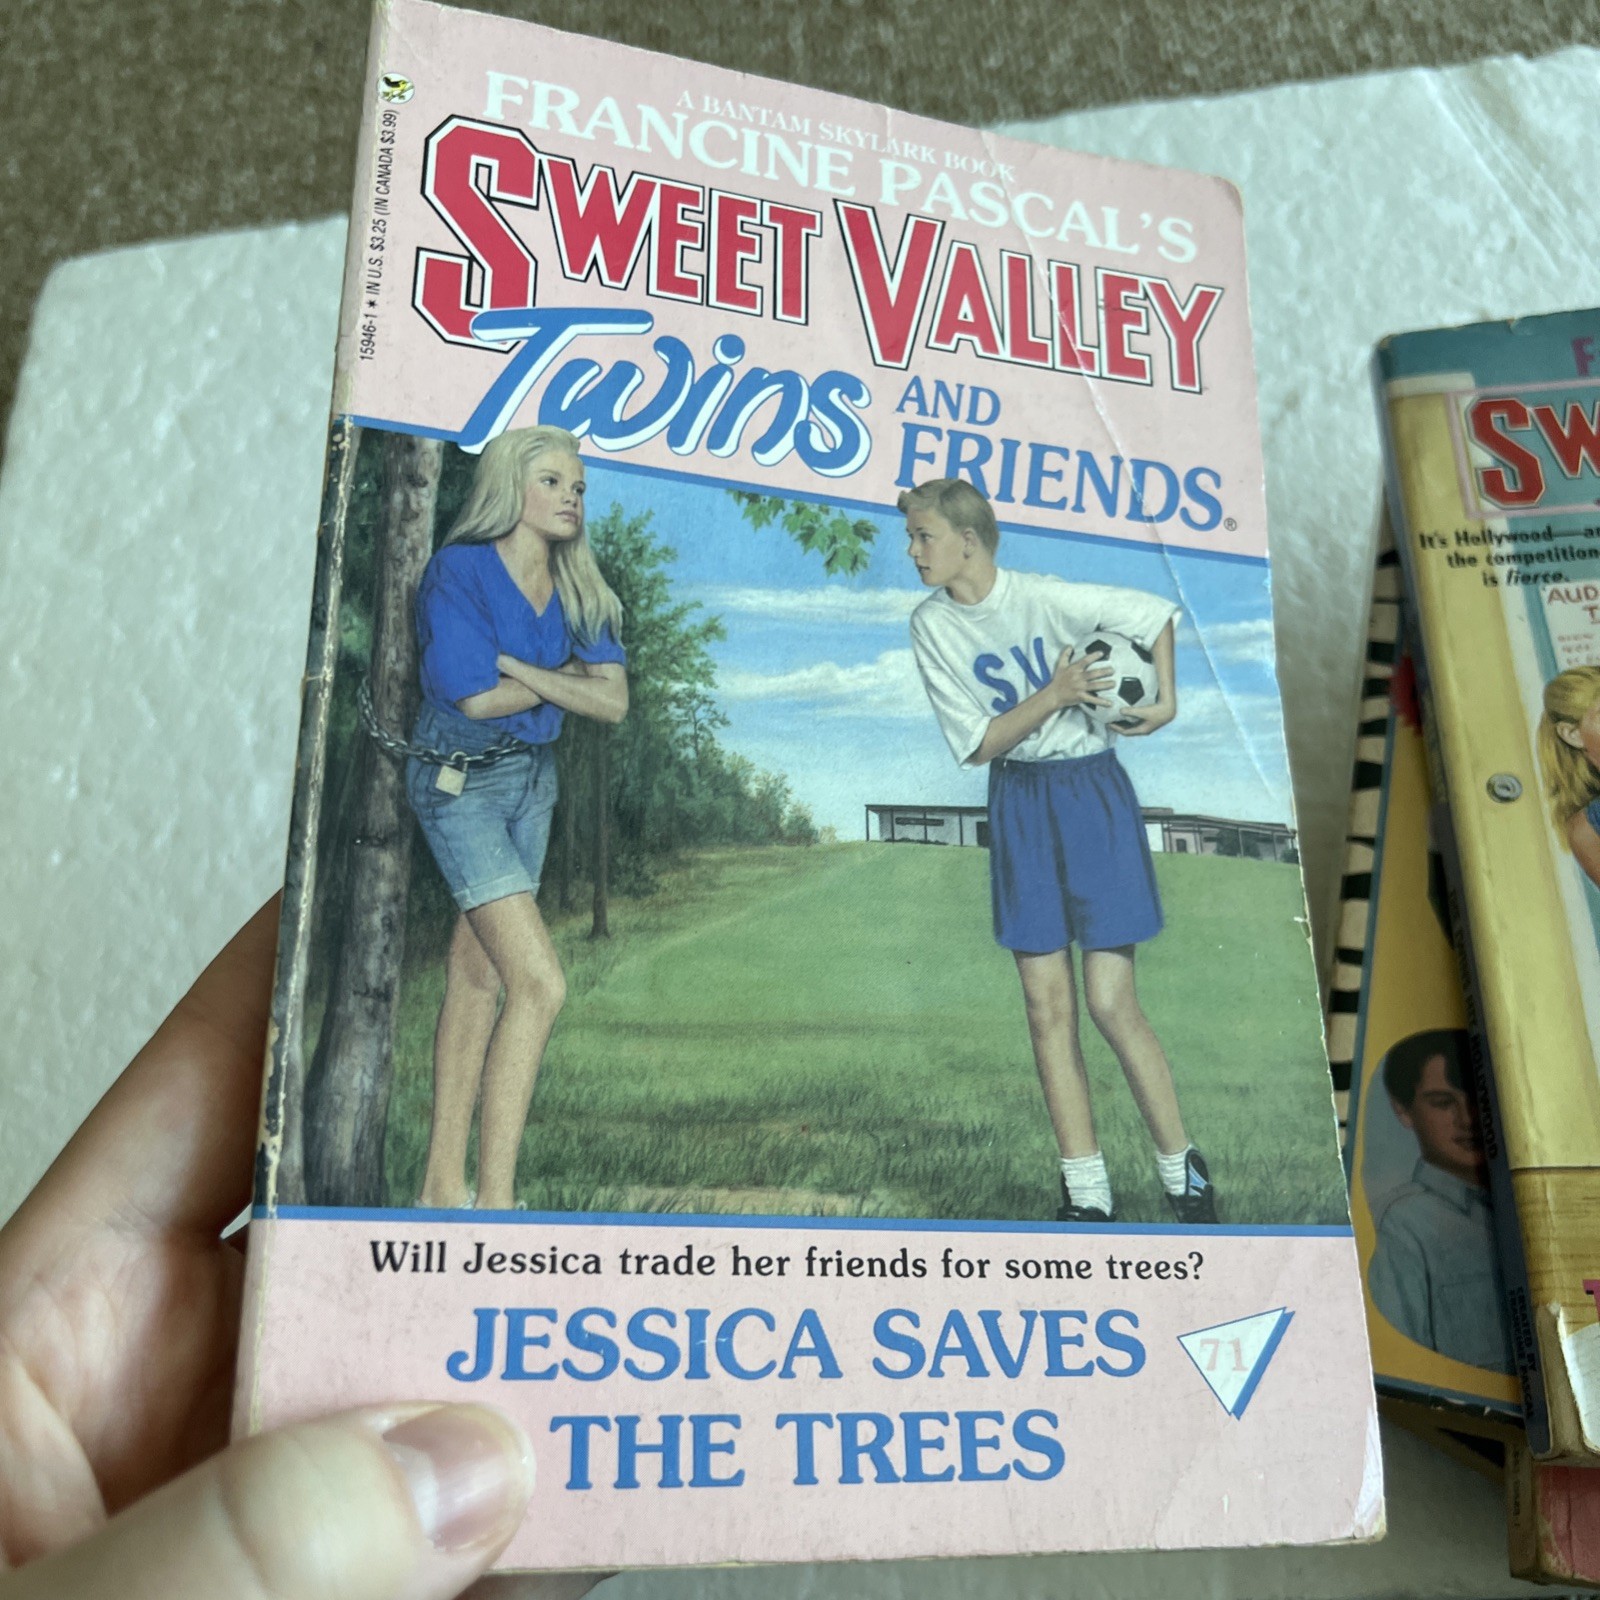 A BANTAM SKYLARK BOOK
FRANCINE PASCAL'S
SWEET VALLEY
Twins AND
FRIENDS®
15946-1 * IN U.S. $3.25 (IN CANADA $3.99)
SV
Will Jessica trade her friends for some trees?
JESSICA SAVES
THE TREES
71
SW
It's Hollywood—
the competition
is fierce.